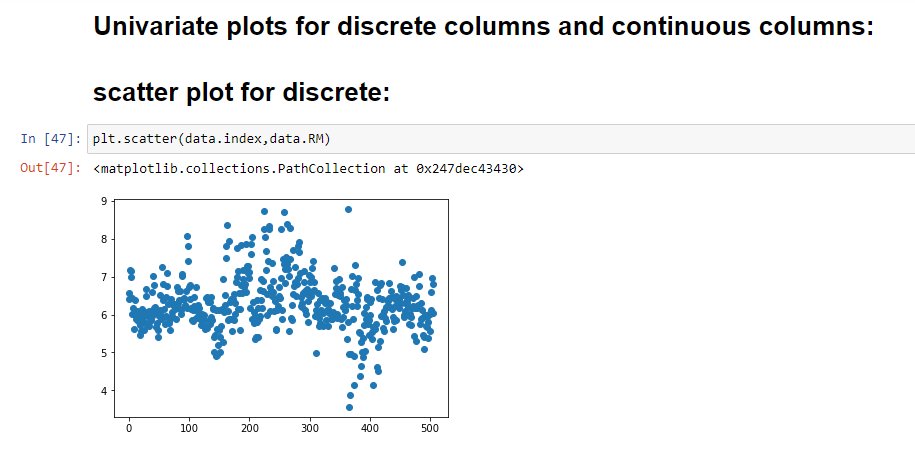 Univariate plots for discrete columns and continuous columns:
scatter plot for discrete:
In [47]: plt.scatter(data.index,data.RM)
Out[47]: <matplotlib.collections.PathCollection at 0x247dec43430>
9
8
7
6
5
4
0 100 200 300 400 500